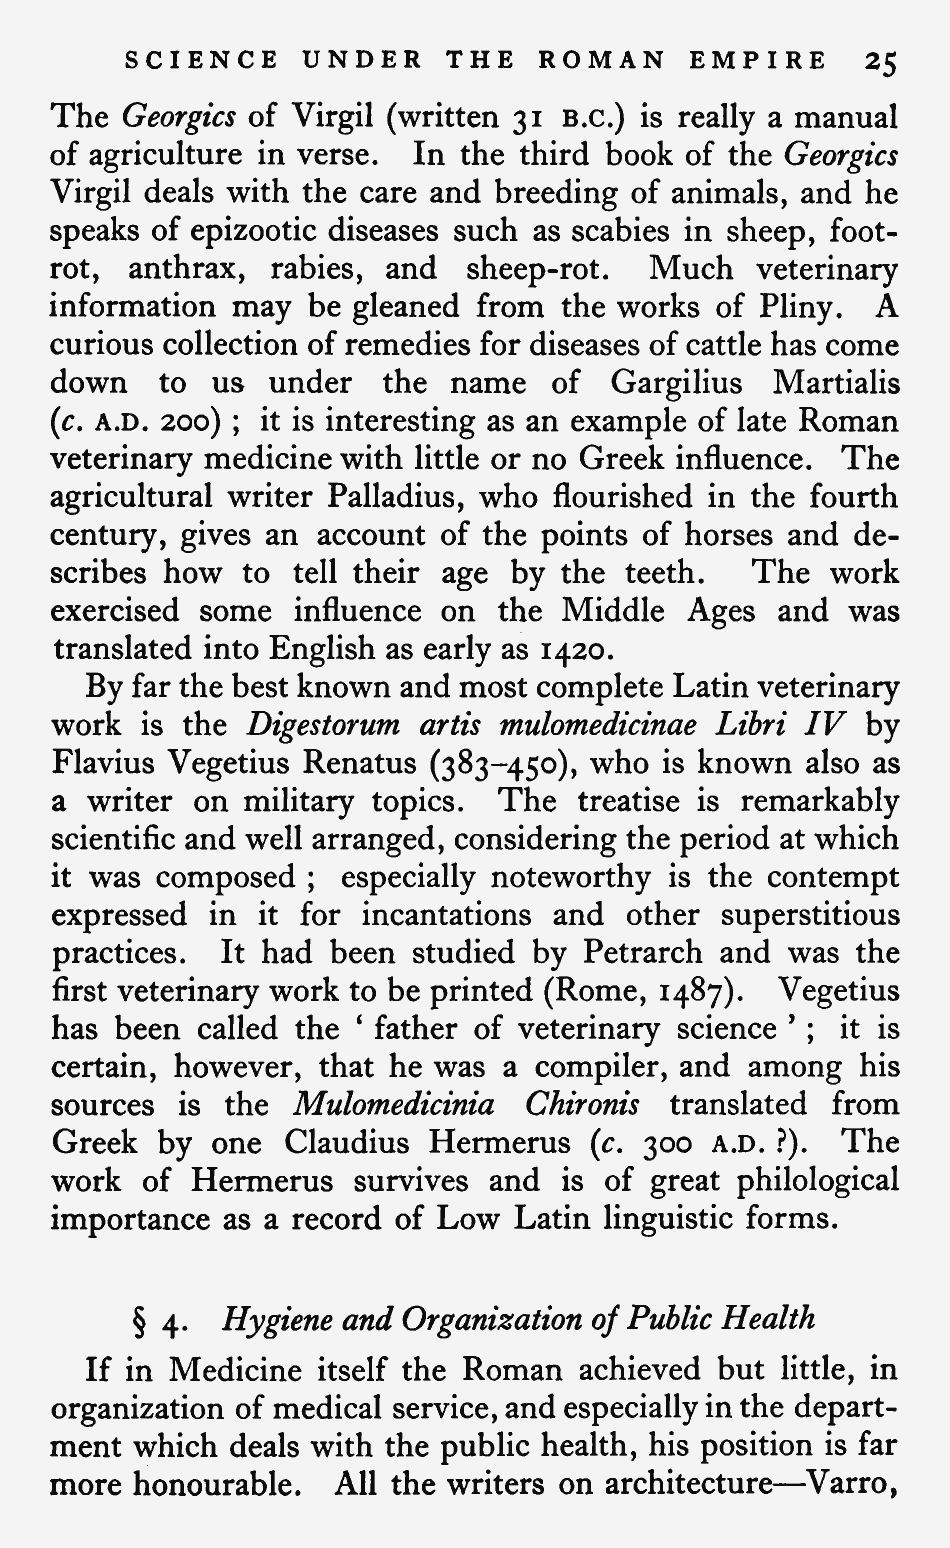 SCIENCE UNDER THE ROMAN EMPIRE 25
The Georgics of Virgil (written 31 B.C.) is really a manual
of agriculture in verse. In the third book of the Georgics
Virgil deals with the care and breeding of animals, and he
speaks of epizootic diseases such as scabies in sheep, foot-
rot, anthrax, rabies, and sheep-rot. Much veterinary
information may be gleaned from the works of Pliny. A
curious collection of remedies for diseases of cattle has come
down to us under the name of Gargilius Martialis
(c. A.D. 200) ; it is interesting as an example of late Roman
veterinary medicine with little or no Greek influence. The
agricultural writer Palladius, who flourished in the fourth
century, gives an account of the points of horses and de-
scribes how to tell their age by the teeth. The work
exercised some influence on the Middle Ages and was
translated into English as early as 1420.
By far the best known and most complete Latin veterinary
work is the Digestorum artis mulomedicinae Libri IV by
Flavius Vegetius Renatus (383–450), who is known also as
a writer on military topics. The treatise is remarkably
scientific and well arranged, considering the period at which
it was composed ; especially noteworthy is the contempt
expressed in it for incantations and other superstitious
practices. It had been studied by Petrarch and was the
first veterinary work to be printed (Rome, 1487). Vegetius
has been called the ‘ father of veterinary science ’ ; it is
certain, however, that he was a compiler, and among his
sources is the Mulomedicinia Chironis translated from
Greek by one Claudius Hermerus (c. 300 A.D. ?). The
work of Hermerus survives and is of great philological
importance as a record of Low Latin linguistic forms.
§ 4. Hygiene and Organization of Public Health
If in Medicine itself the Roman achieved but little, in
organization of medical service, and especially in the depart-
ment which deals with the public health, his position is far
more honourable. All the writers on architecture—Varro,